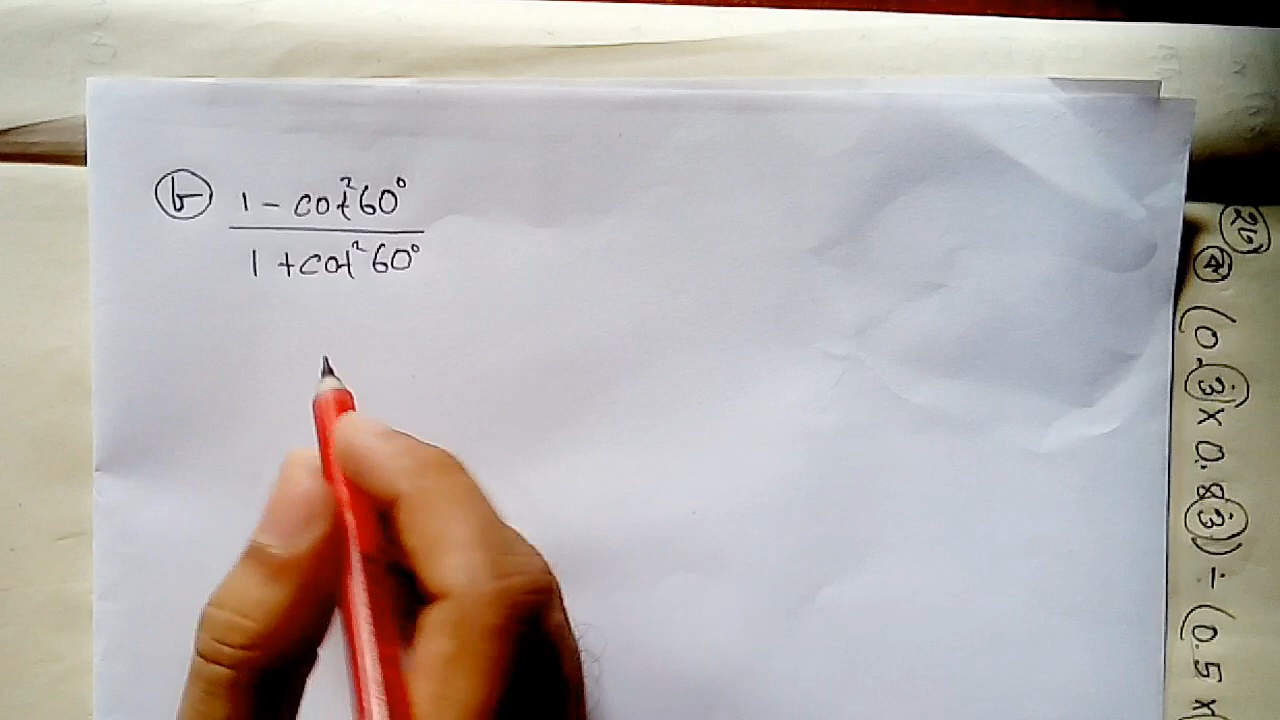 b 1 - cot²60°
1 + cot²60°
26
(0.3̇ × 0.83̇) ÷ (0.5 ×